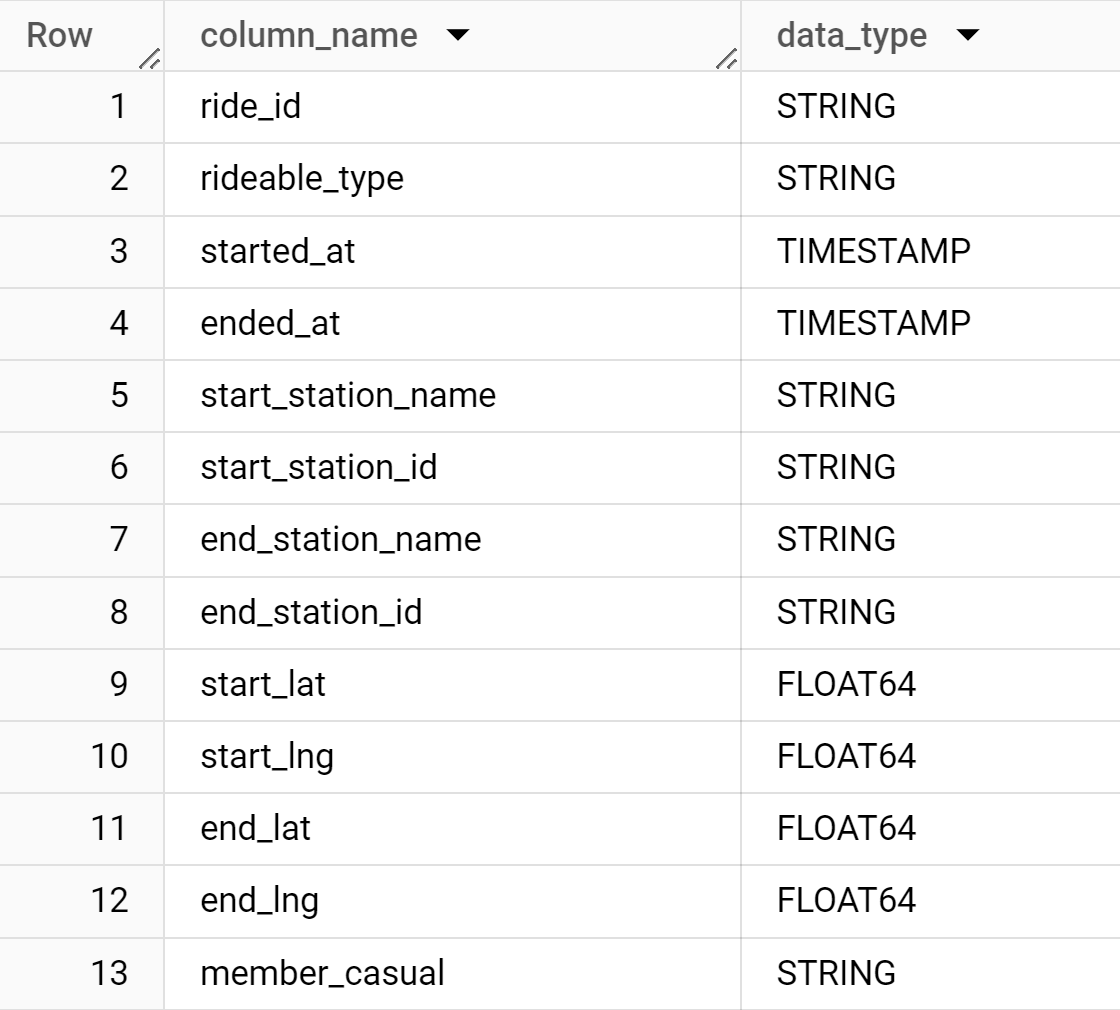 Row column_name data_type
1 ride_id STRING
2 rideable_type STRING
3 started_at TIMESTAMP
4 ended_at TIMESTAMP
5 start_station_name STRING
6 start_station_id STRING
7 end_station_name STRING
8 end_station_id STRING
9 start_lat FLOAT64
10 start_lng FLOAT64
11 end_lat FLOAT64
12 end_lng FLOAT64
13 member_casual STRING